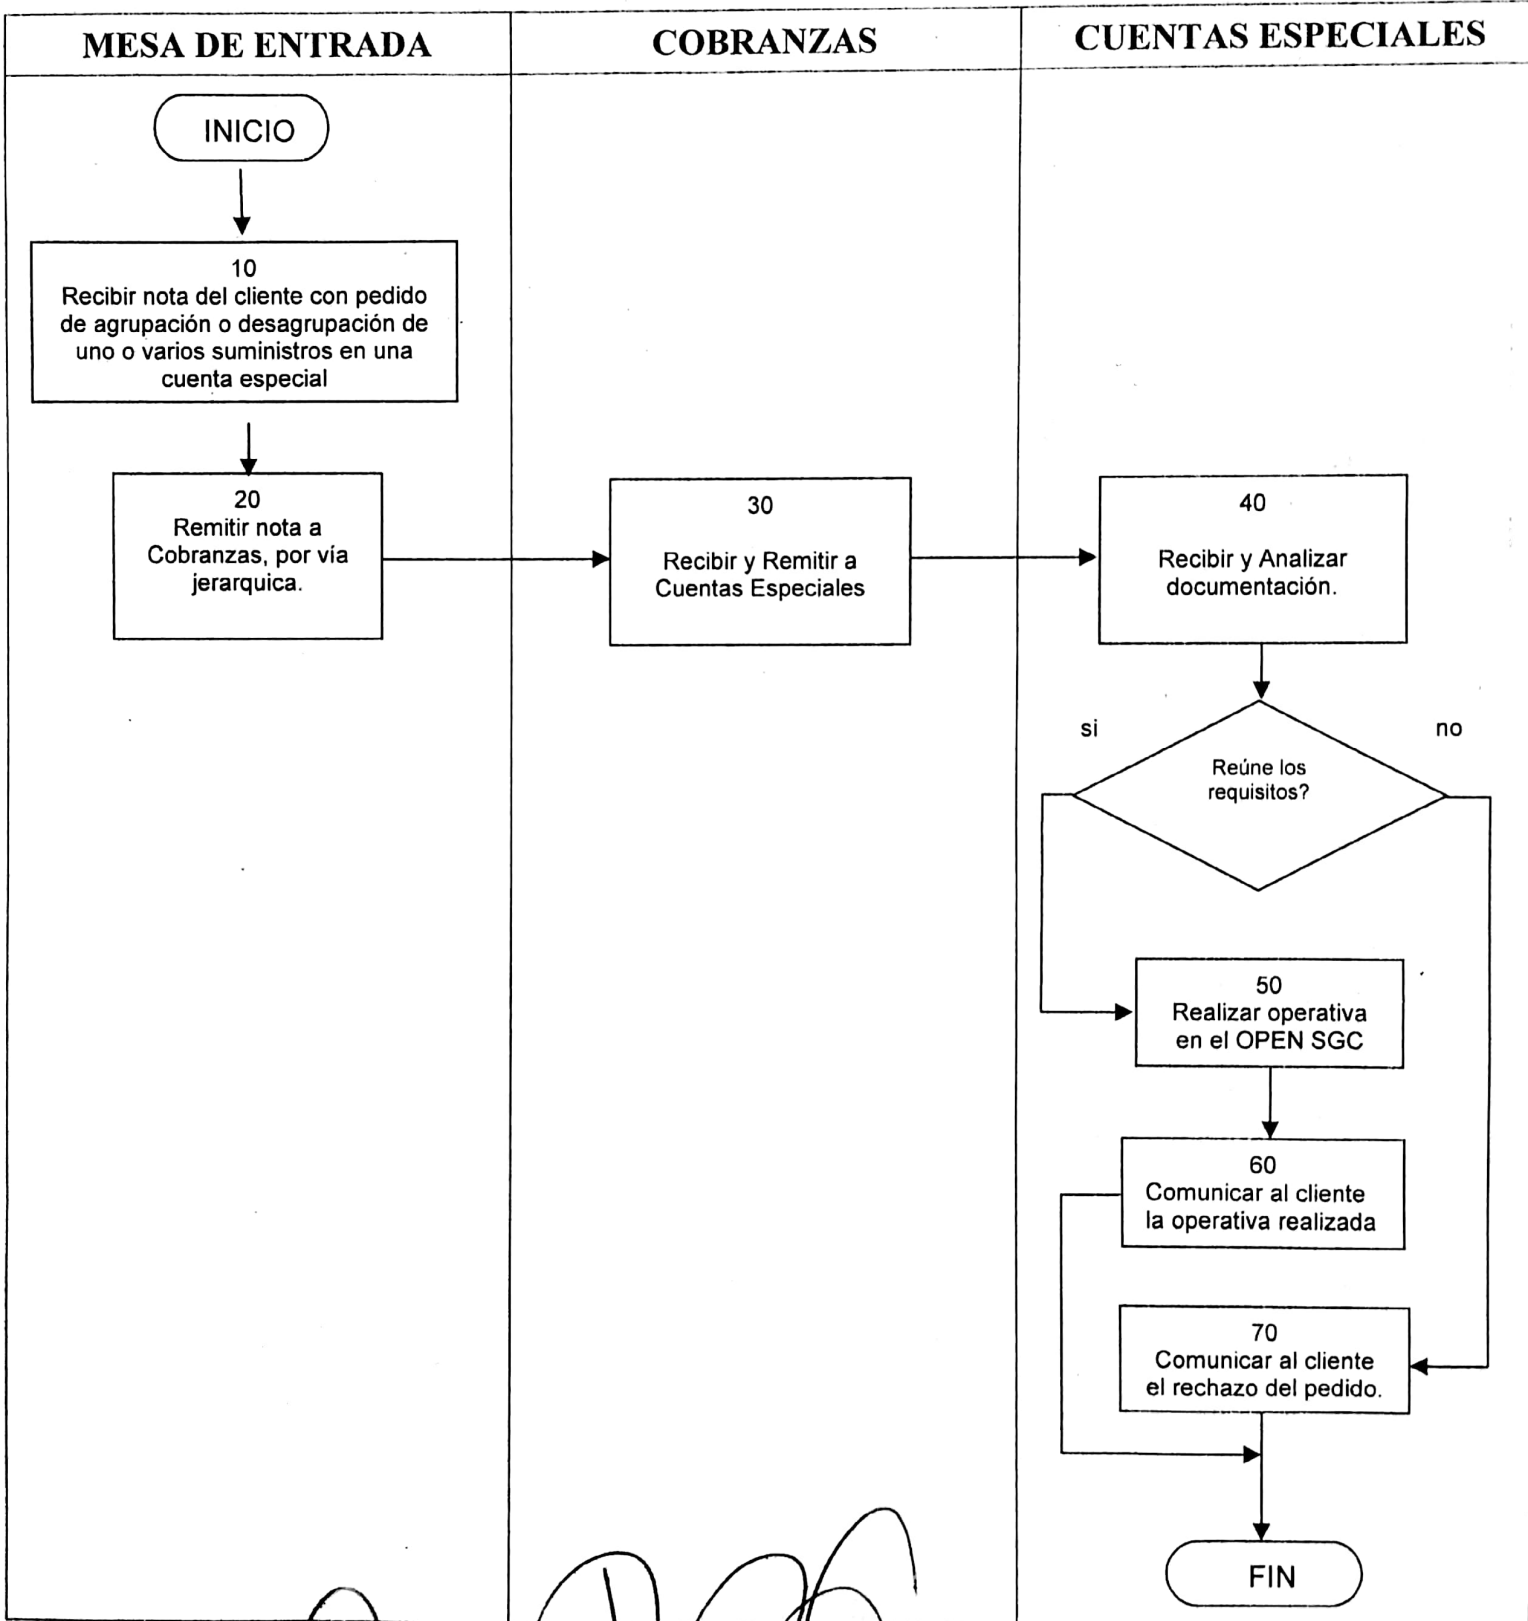 MESA DE ENTRADA
COBRANZAS
CUENTAS ESPECIALES
INICIO
10
Recibir nota del cliente con pedido
de agrupación o desagrupación de
uno o varios suministros en una
cuenta especial
20
Remitir nota a
Cobranzas, por vía
jerarquica.
30
Recibir y Remitir a
Cuentas Especiales
40
Recibir y Analizar
documentación.
si
no
Reúne los
requisitos?
50
Realizar operativa
en el OPEN SGC
60
Comunicar al cliente
la operativa realizada
70
Comunicar al cliente
el rechazo del pedido.
FIN